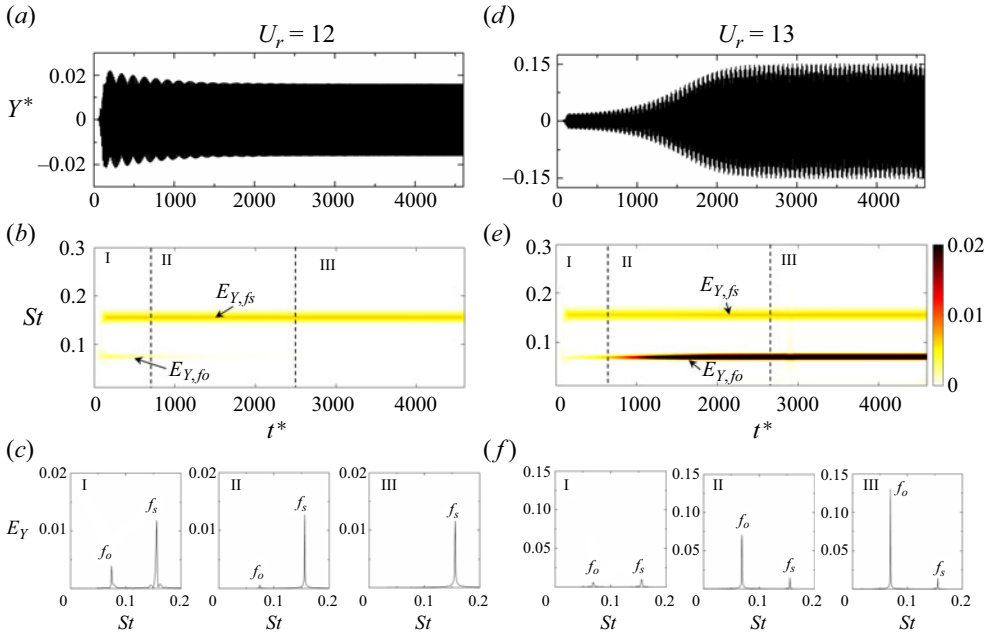 (a)
U_r = 12
(d)
U_r = 13
Y*
0.02
0
–0.02
0 1000 2000 3000 4000
0.15
0
–0.15
0 1000 2000 3000 4000
(b)
(e)
St
0.3
0.2
0.1
I II III
E_Y,fs
E_Y,fo
0 1000 2000 3000 4000
t*
0.3
0.2
0.1
I II III
E_Y,fs
E_Y,fo
0 1000 2000 3000 4000
t*
0.02
0.01
0
(c)
(f)
E_Y
0.02
0.01
I
f_o f_s
0 0.1 0.2
St
0.02
0.01
II
f_o f_s
0 0.1 0.2
St
0.02
0.01
III
f_s
0 0.1 0.2
St
0.15
0.10
0.05
I
f_o f_s
0 0.1 0.2
St
0.15
0.10
0.05
II
f_o
f_s
0 0.1 0.2
St
0.15
0.10
0.05
III
f_o
f_s
0 0.1 0.2
St